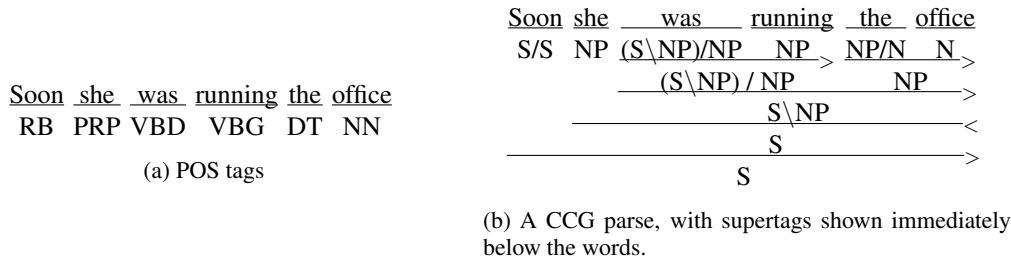 Soon she was running the office
RB PRP VBD VBG DT NN
(a) POS tags
Soon she was running the office
S/S NP (S\NP)/NP NP > NP/N N >
(S\NP) / NP NP >
S\NP <
S >
S
(b) A CCG parse, with supertags shown immediately
below the words.